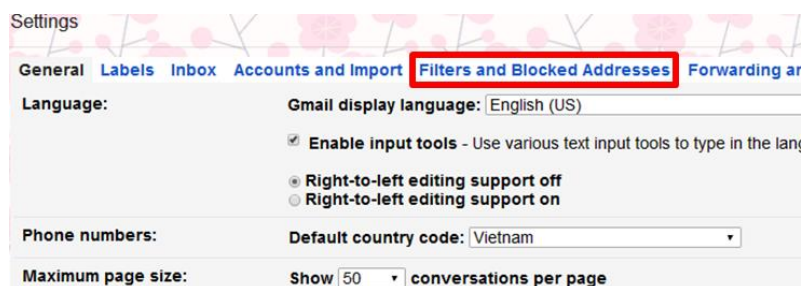 Settings
General Labels Inbox Accounts and Import Filters and Blocked Addresses Forwarding
Language: Gmail display language: English (US)
Enable input tools - Use various text input tools to type in the
Right-to-left editing support off
Right-to-left editing support on
Phone numbers: Default country code: Vietnam
Maximum page size: Show 50 conversations per page